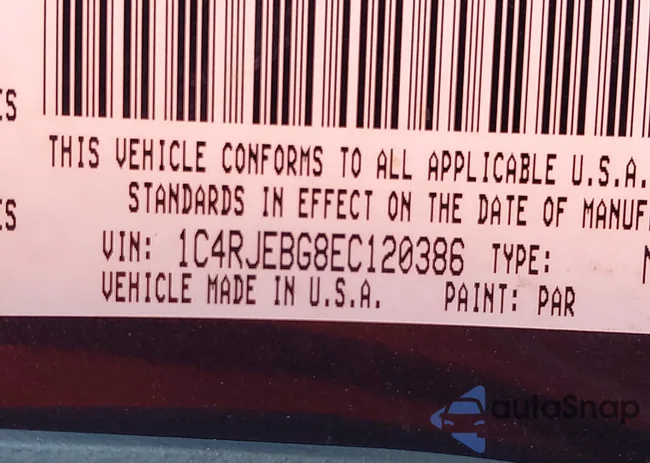 THIS VEHICLE CONFORMS TO ALL APPLICABLE U.S.A.
STANDARDS IN EFFECT ON THE DATE OF
VIN: 1C4RJEBG8EC120386 TYPE:
VEHICLE MADE IN U.S.A. PAINT: PAR
autoSnap